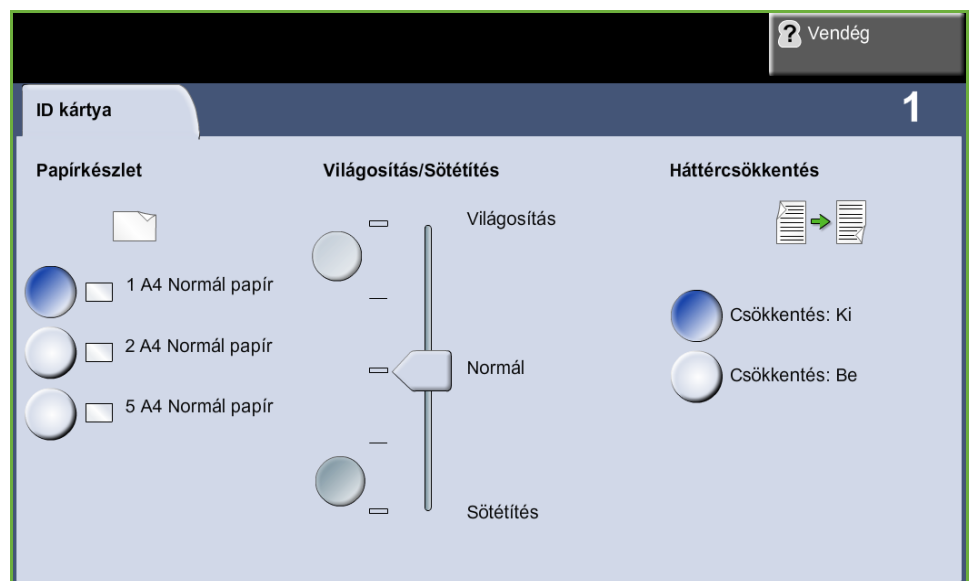 ? Vendég
ID kártya
1
Papírkészlet
1 A4 Normál papír
2 A4 Normál papír
5 A4 Normál papír
Világosítás/Sötétítés
Világosítás
Normál
Sötétítés
Háttércsökkentés
Csökkentés: Ki
Csökkentés: Be